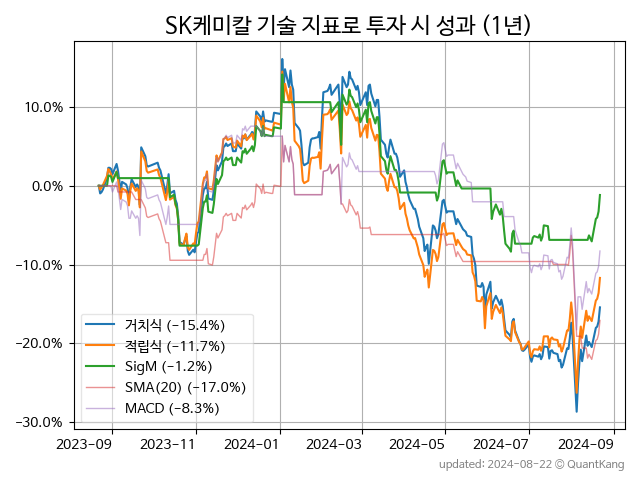 SK케미칼 기술 지표로 투자 시 성과 (1년)
10.0%
0.0%
−10.0%
−20.0%
−30.0%
거치식 (−15.4%)
적립식 (−11.7%)
SigM (−1.2%)
SMA(20) (−17.0%)
MACD (−8.3%)
2023-09
2023-11
2024-01
2024-03
2024-05
2024-07
2024-09
updated: 2024-08-22 @ QuantKang